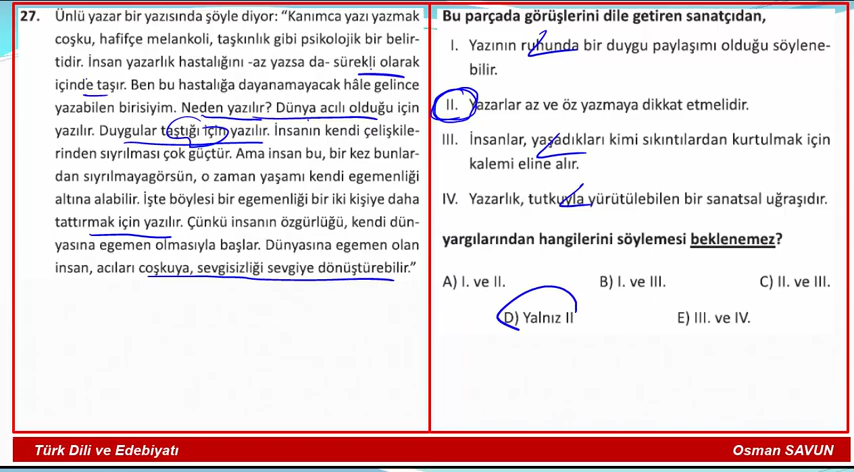 27. Ünlü yazar bir yazısında şöyle diyor: “Kanımca yazı yazmak
coşku, hafifçe melankoli, taşkınlık gibi psikolojik bir belir-
tidir. İnsan yazarlık hastalığını -az yazsa da- sürekli olarak
içinde taşır. Ben bu hastalığa dayanamayacak hâle gelince
yazabilen birisiyim. Neden yazılır? Dünya acılı olduğu için
yazılır. Duygular taştığı için yazılır. İnsanın kendi çelişkile-
rinden sıyrılması çok güçtür. Ama insan bu, bir kez bunlar-
dan sıyrılmayagörsün, o zaman yaşamı kendi egemenliği
altına alabilir. İşte böylesi bir egemenliği bir iki kişiye daha
tattırmak için yazılır. Çünkü insanın özgürlüğü, kendi dün-
yasına egemen olmasıyla başlar. Dünyasına egemen olan
insan, acıları coşkuya, sevgisizliği sevgiye dönüştürebilir.”
Bu parçada görüşlerini dile getiren sanatçıdan,
I. Yazının ruhunda bir duygu paylaşımı olduğu söylene-
bilir.
II. Yazarlar az ve öz yazmaya dikkat etmelidir.
III. İnsanlar, yaşadıkları kimi sıkıntılardan kurtulmak için
kalemi eline alır.
IV. Yazarlık, tutkuyla yürütülebilen bir sanatsal uğraşıdır.
yargılarından hangilerini söylemesi beklenemez?
A) I. ve II. B) I. ve III. C) II. ve III.
D) Yalnız II E) III. ve IV.
Türk Dili ve Edebiyatı Osman SAVUN